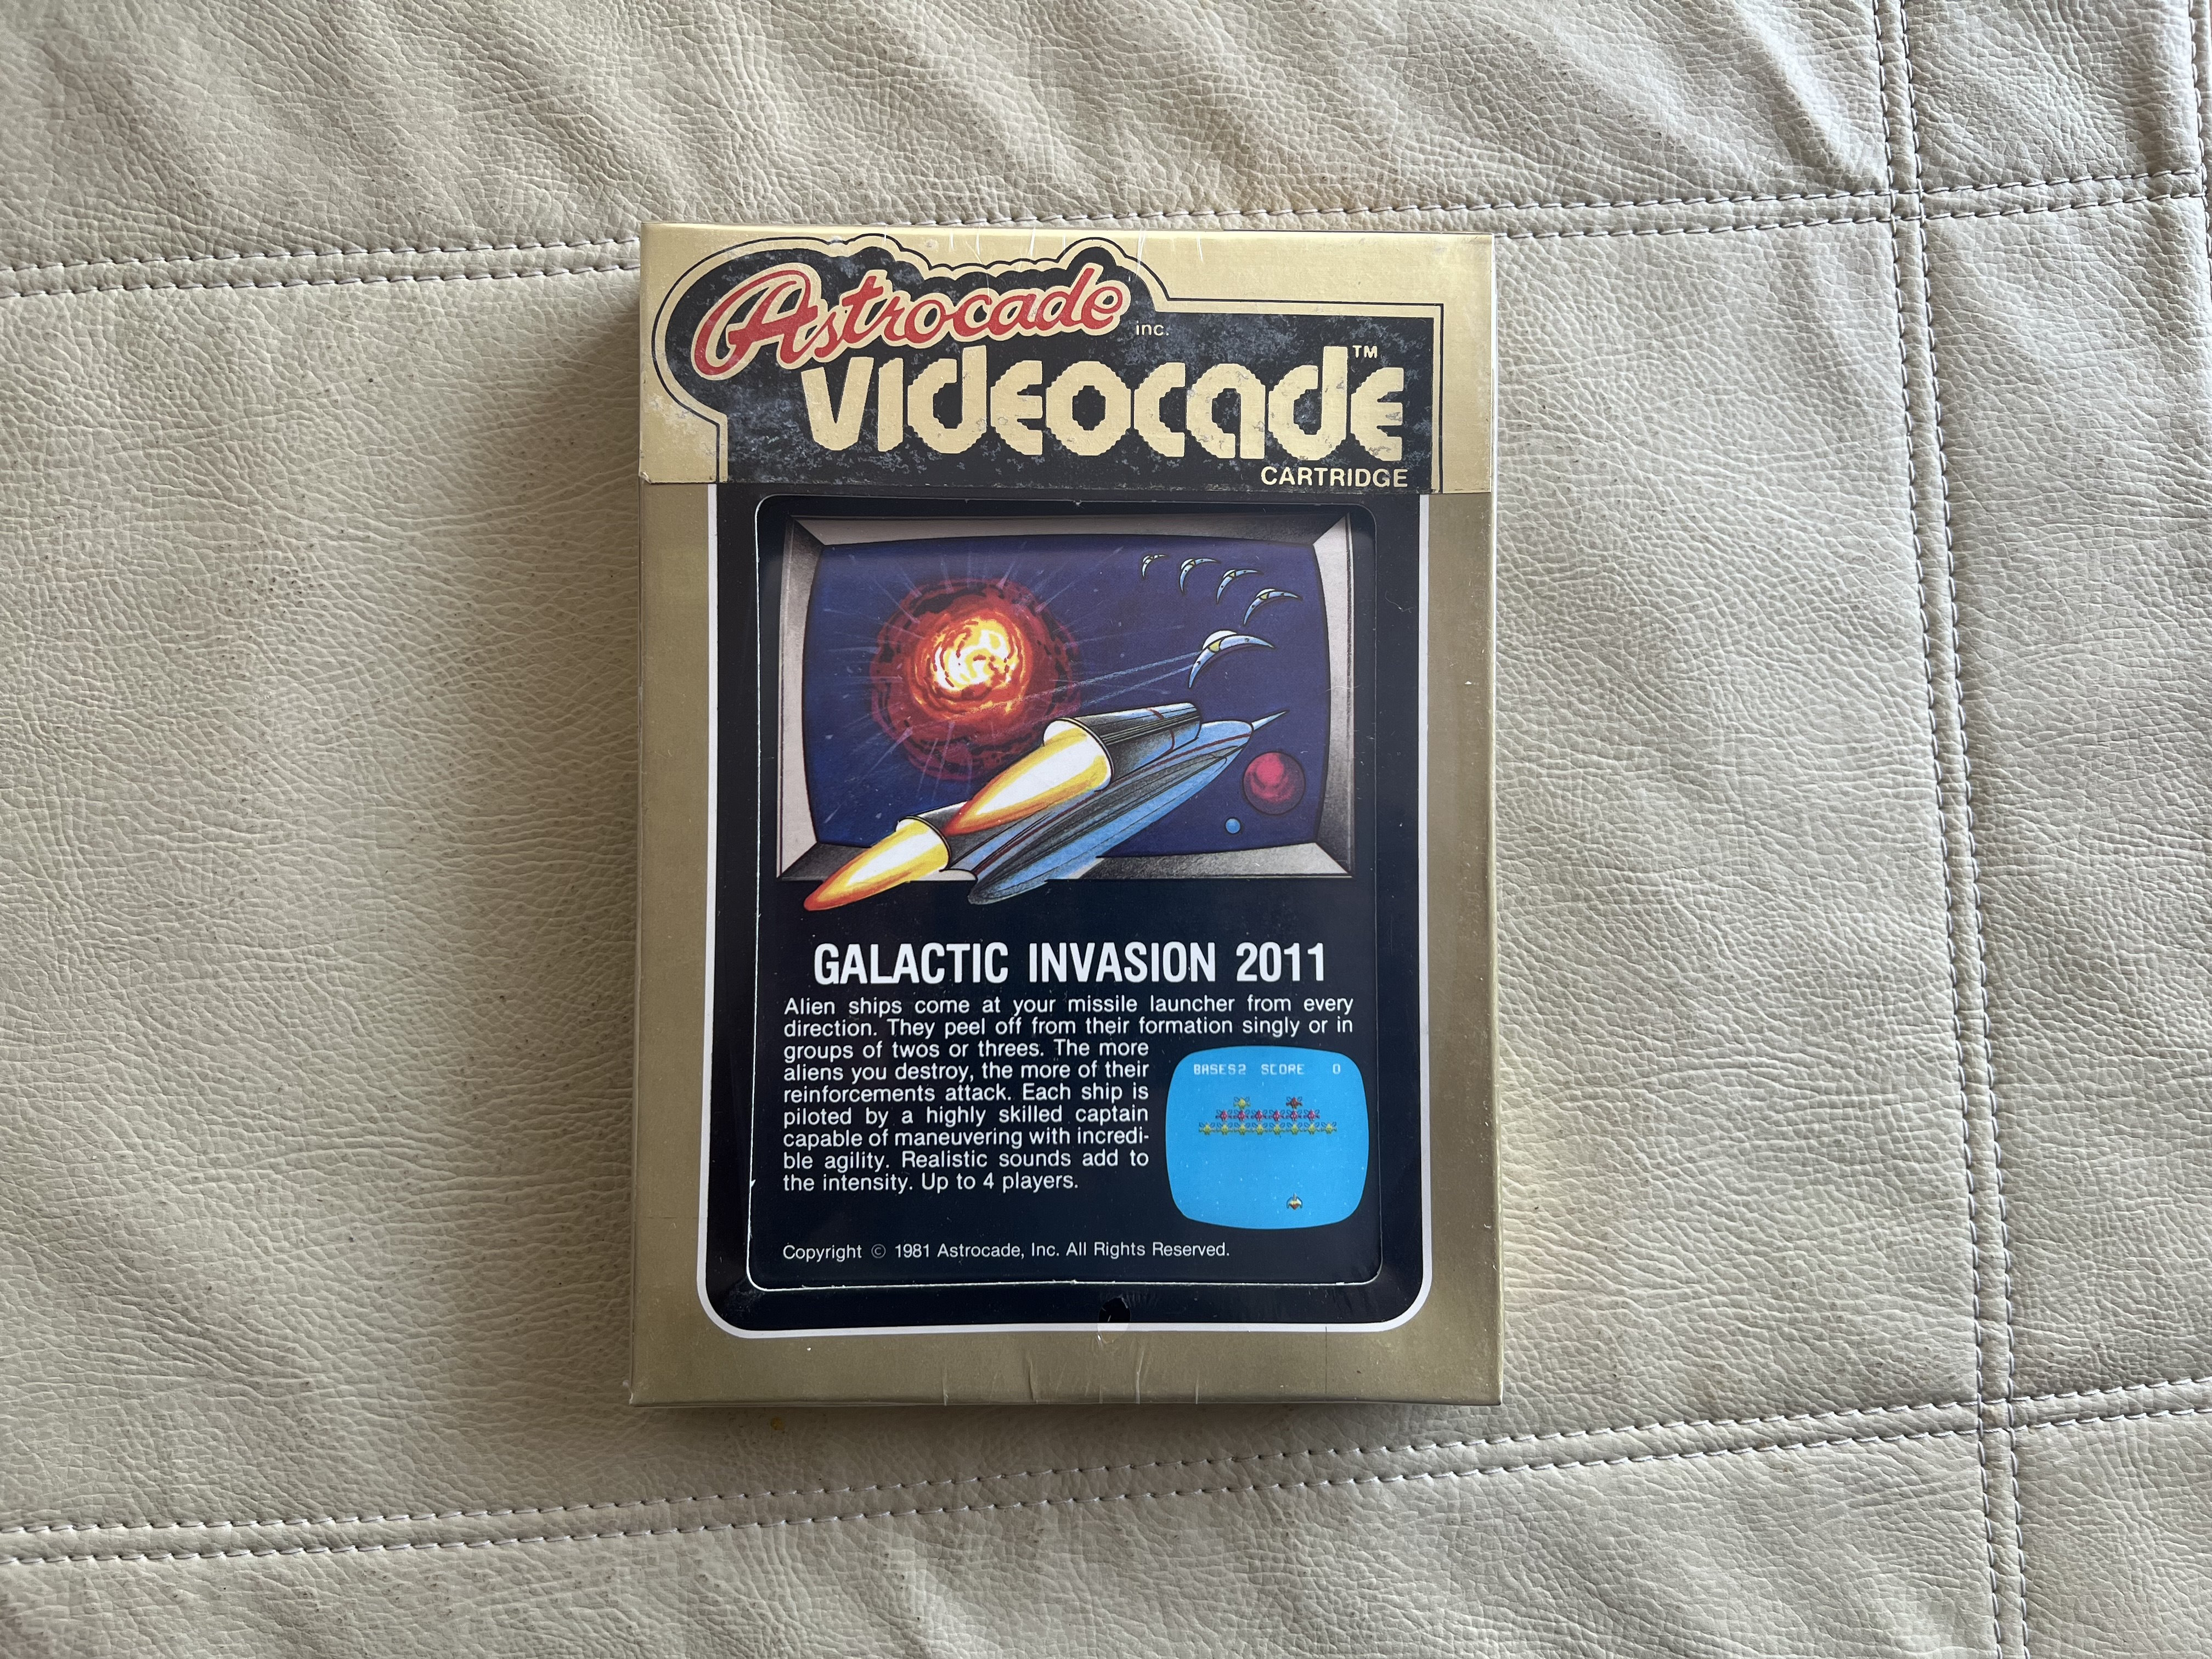 Astrocade inc.
VIDEOCADE™
CARTRIDGE
GALACTIC INVASION 2011
Alien ships come at your missile launcher from every
direction. They peel off from their formation singly or in
groups of twos or threes. The more
aliens you destroy, the more of their
reinforcements attack. Each ship is
piloted by a highly skilled captain
capable of maneuvering with incredi-
ble agility. Realistic sounds add to
the intensity. Up to 4 players.
BASES2 SCORE 0
Copyright © 1981 Astrocade, Inc. All Rights Reserved.